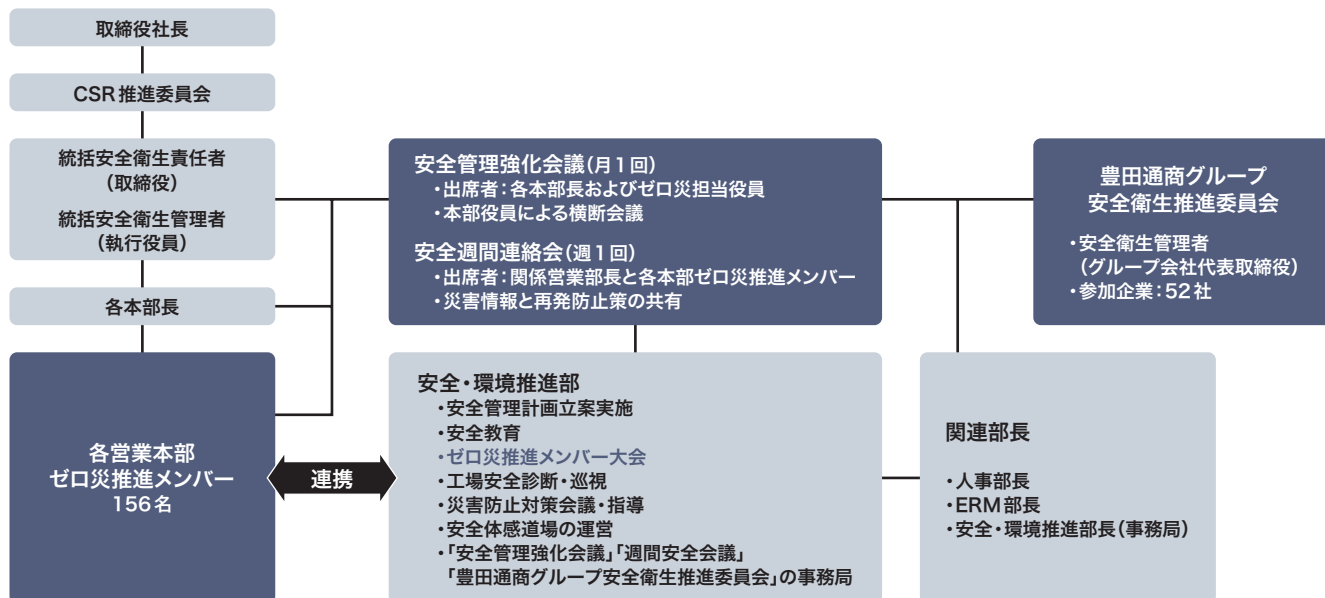 取締役社長
CSR推進委員会
統括安全衛生責任者
（取締役）
統括安全衛生管理者
（執行役員）
各本部長
各営業本部
ゼロ災推進メンバー
156名
連携
安全管理強化会議（月1回）
・出席者：各本部長およびゼロ災担当役員
・本部役員による横断会議
安全週間連絡会（週1回）
・出席者：関係営業部長と各本部ゼロ災推進メンバー
・災害情報と再発防止策の共有
安全・環境推進部
・安全管理計画立案実施
・安全教育
・ゼロ災推進メンバー大会
・工場安全診断・巡視
・災害防止対策会議・指導
・安全体感道場の運営
・「安全管理強化会議」「週間安全会議」
「豊田通商グループ安全衛生推進委員会」の事務局
豊田通商グループ
安全衛生推進委員会
・安全衛生管理者
（グループ会社代表取締役）
・参加企業：52社
関連部長
・人事部長
・ERM部長
・安全・環境推進部長（事務局）